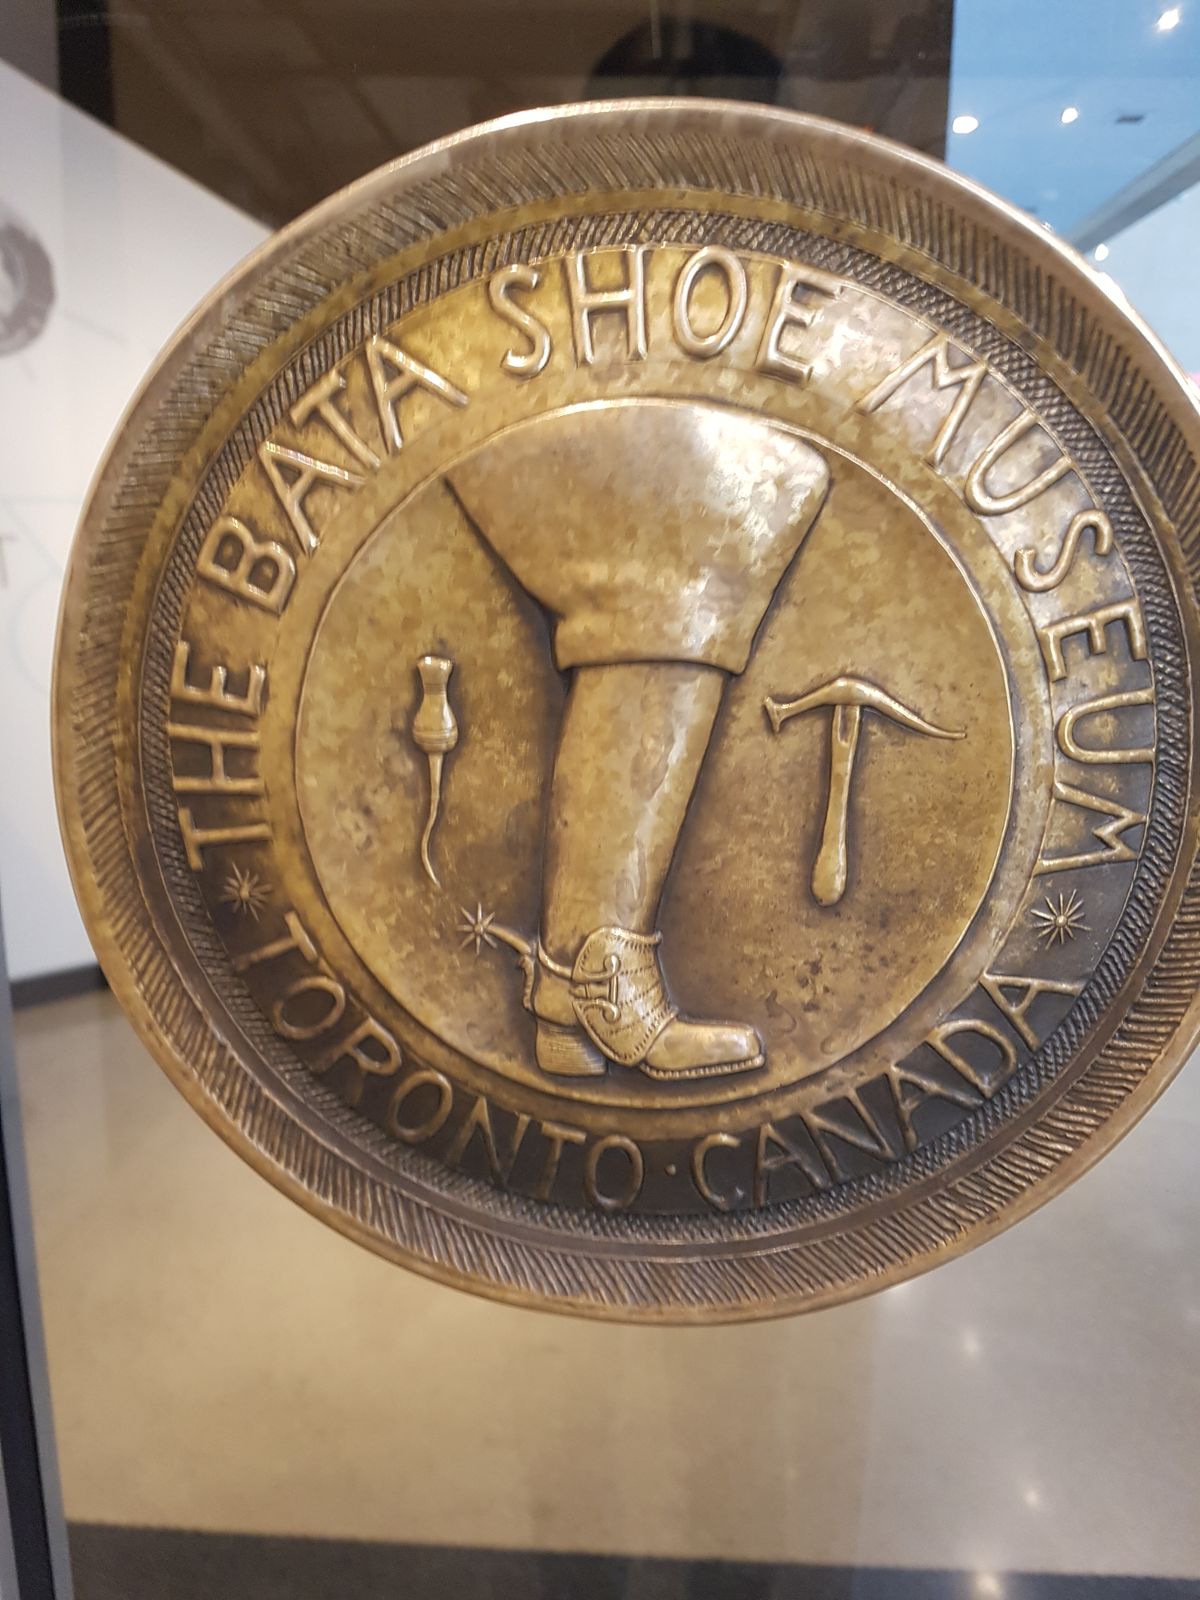 THE BATA SHOE MUSEUM
TORONTO · CANADA